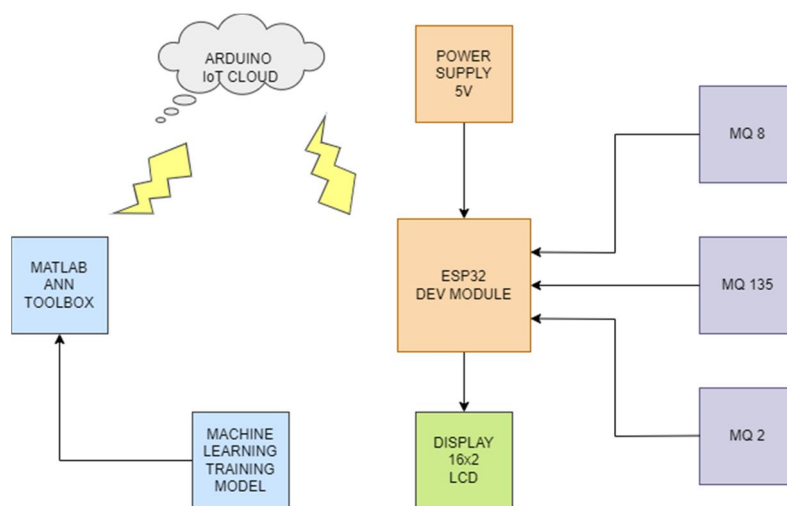 ARDUINO
IoT CLOUD
POWER
SUPPLY
5V
MQ 8
MATLAB
ANN
TOOLBOX
ESP32
DEV MODULE
MQ 135
MACHINE
LEARNING
TRAINING
MODEL
DISPLAY
16x2
LCD
MQ 2